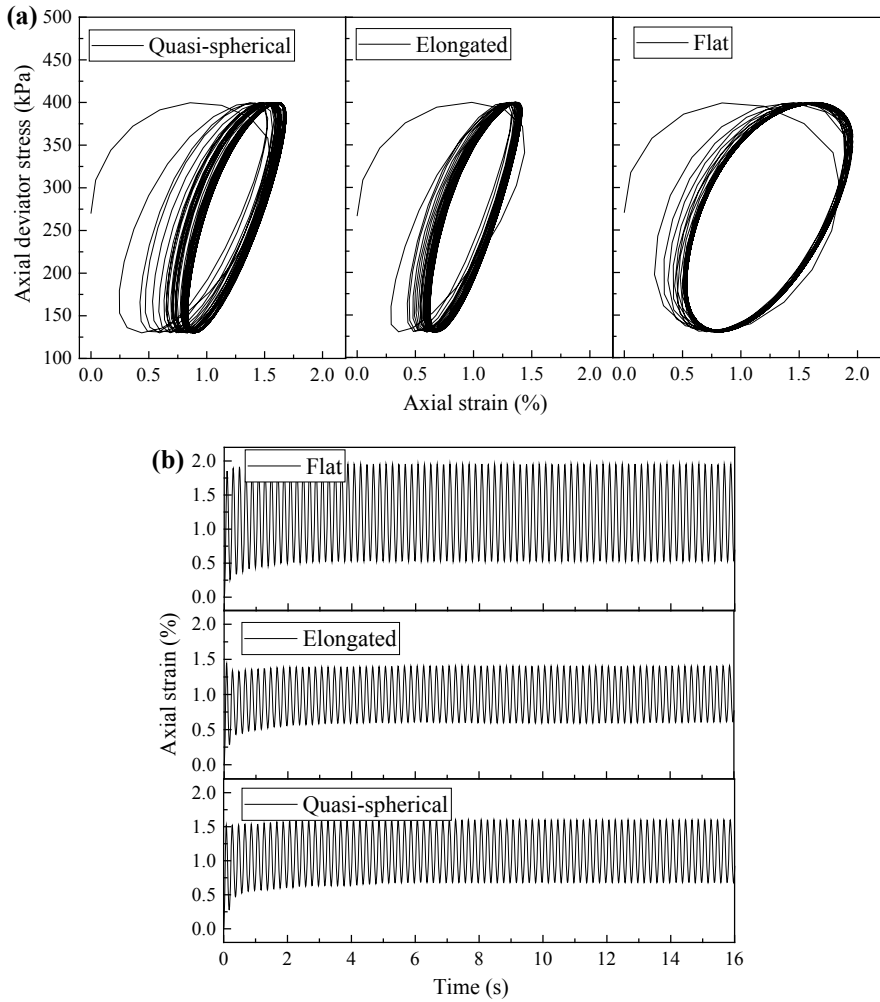 (a)
500
450
400
350
300
250
200
150
100
Axial deviator stress (kPa)
Quasi-spherical
Elongated
Flat
0.0 0.5 1.0 1.5 2.0 0.0 0.5 1.0 1.5 2.0 0.0 0.5 1.0 1.5 2.0
Axial strain (%)
(b)
Axial strain (%)
2.0
1.5
1.0
0.5
0.0
Flat
2.0
1.5
1.0
0.5
0.0
Elongated
2.0
1.5
1.0
0.5
0.0
Quasi-spherical
0 2 4 6 8 10 12 14 16
Time (s)